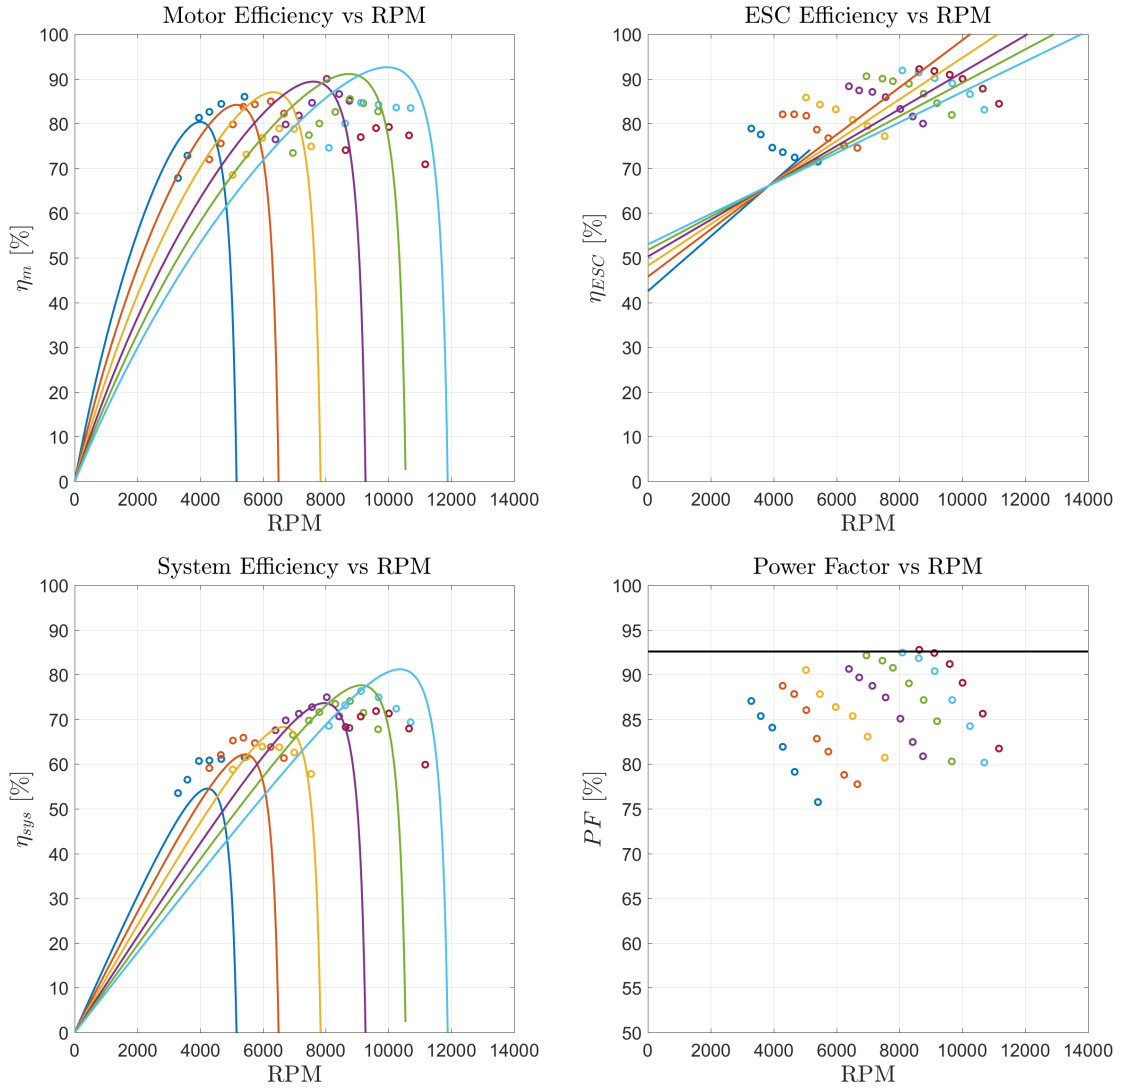 Motor Efficiency vs RPM
100
90
80
70
60
50
40
30
20
10
0
η_m [%]
0 2000 4000 6000 8000 10000 12000 14000
RPM
ESC Efficiency vs RPM
100
90
80
70
60
50
40
30
20
10
0
η_ESC [%]
0 2000 4000 6000 8000 10000 12000 14000
RPM
System Efficiency vs RPM
100
90
80
70
60
50
40
30
20
10
0
η_sys [%]
0 2000 4000 6000 8000 10000 12000 14000
RPM
Power Factor vs RPM
100
95
90
85
80
75
70
65
60
55
50
PF [%]
0 2000 4000 6000 8000 10000 12000 14000
RPM